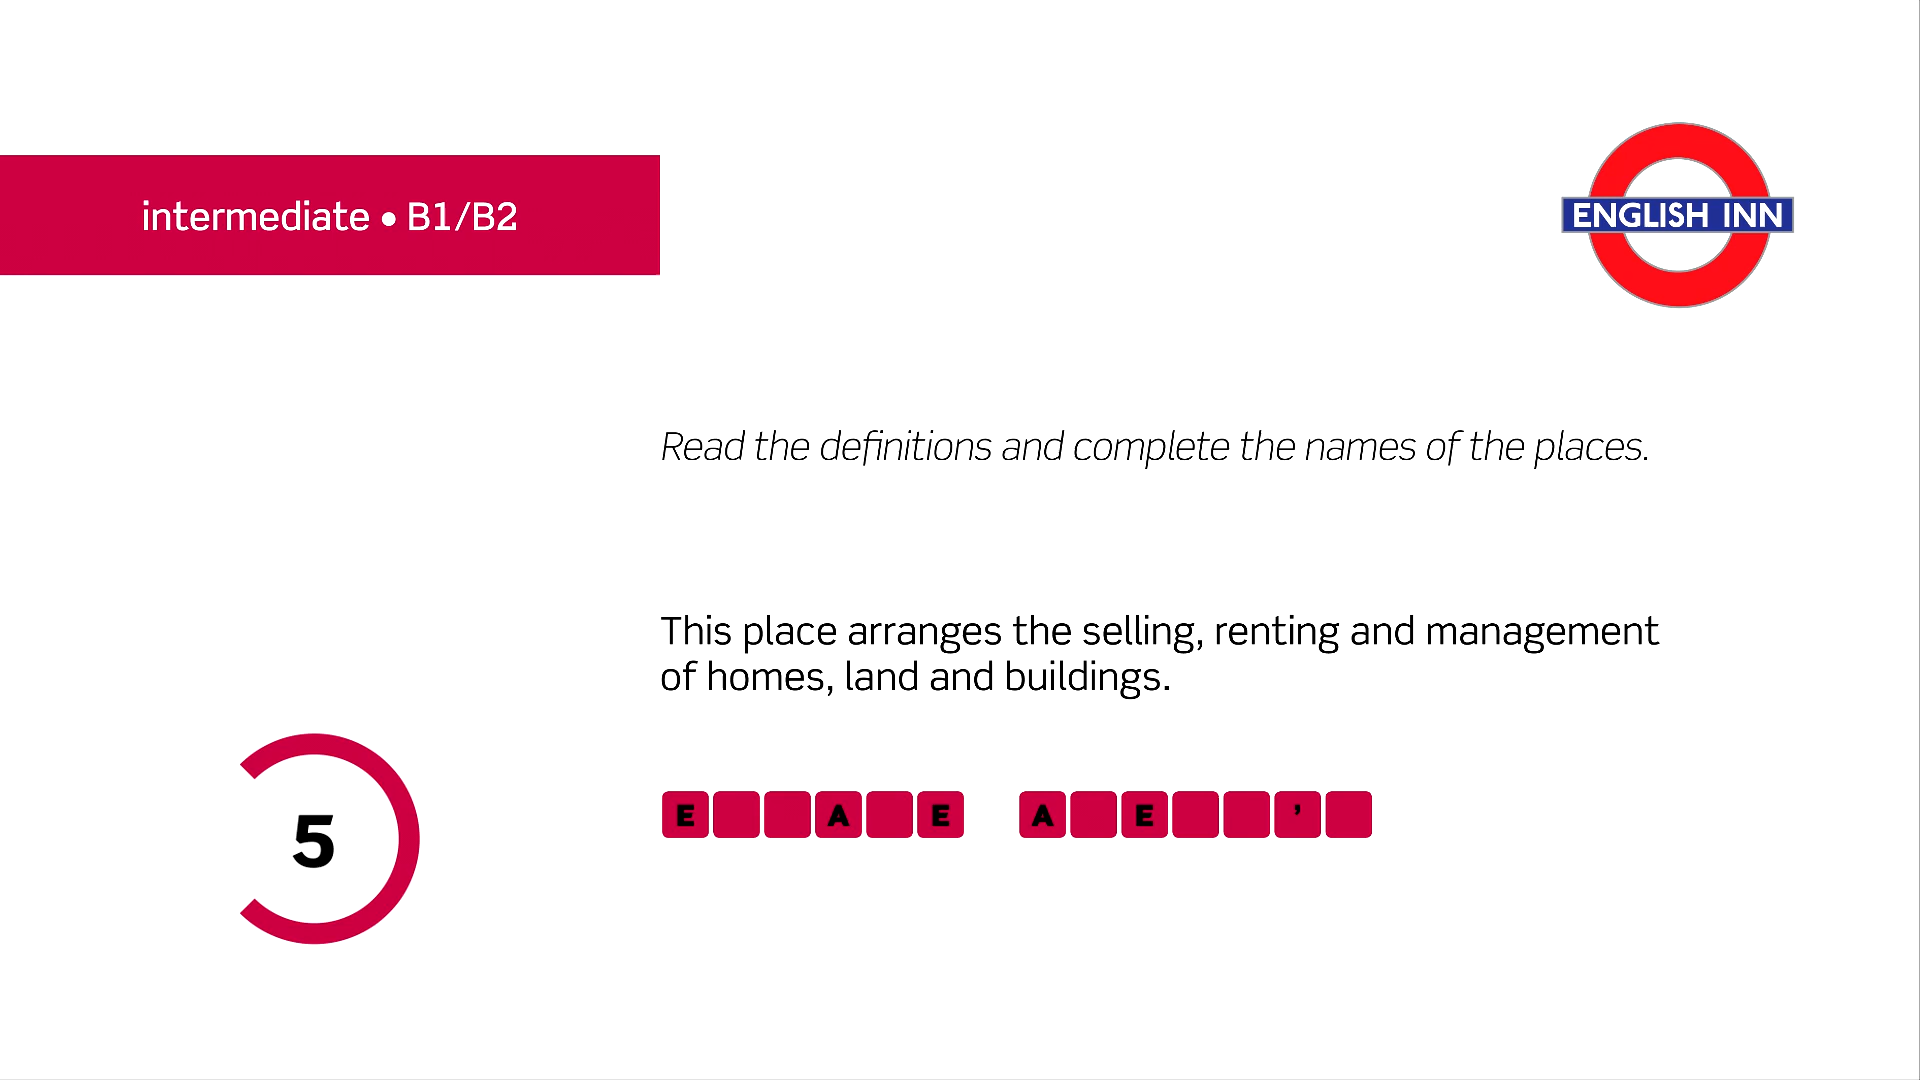 intermediate • B1/B2
ENGLISH INN
Read the definitions and complete the names of the places.
This place arranges the selling, renting and management
of homes, land and buildings.
5
E A E A E ’